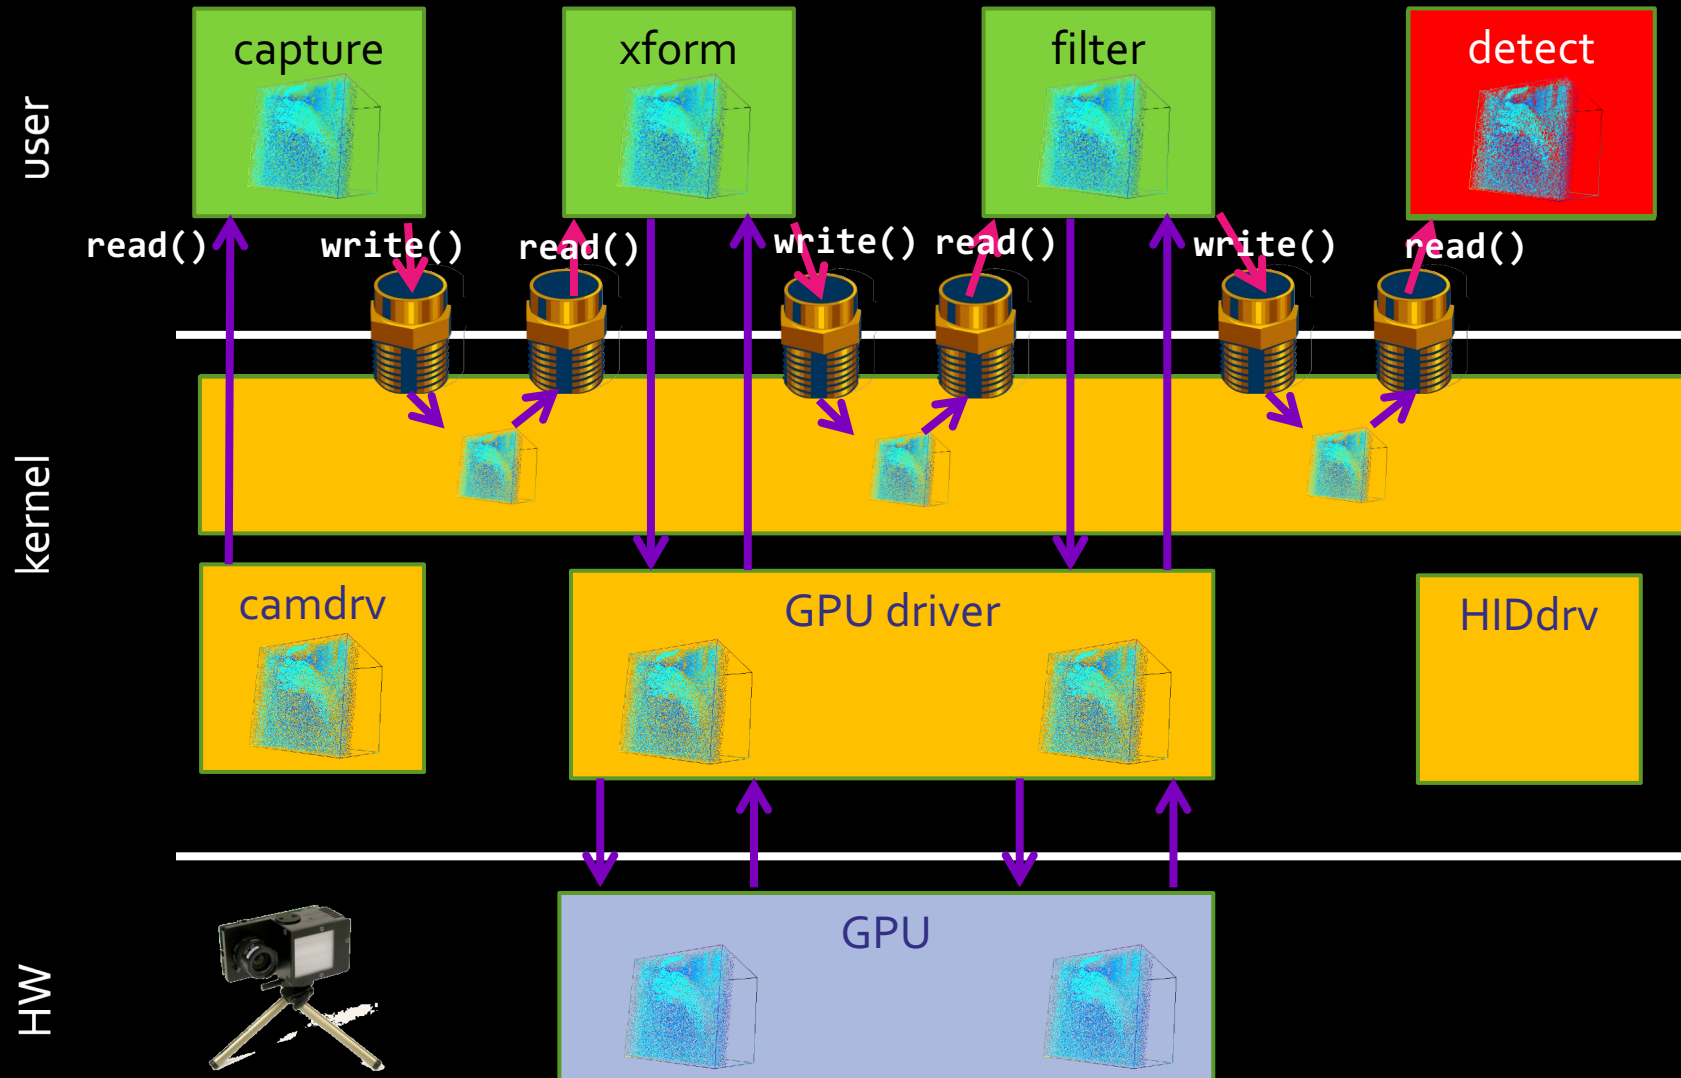 user
capture
xform
filter
detect
read()
write()
read()
write()
read()
write()
read()
kernel
camdrv
GPU driver
HIDdrv
HW
GPU